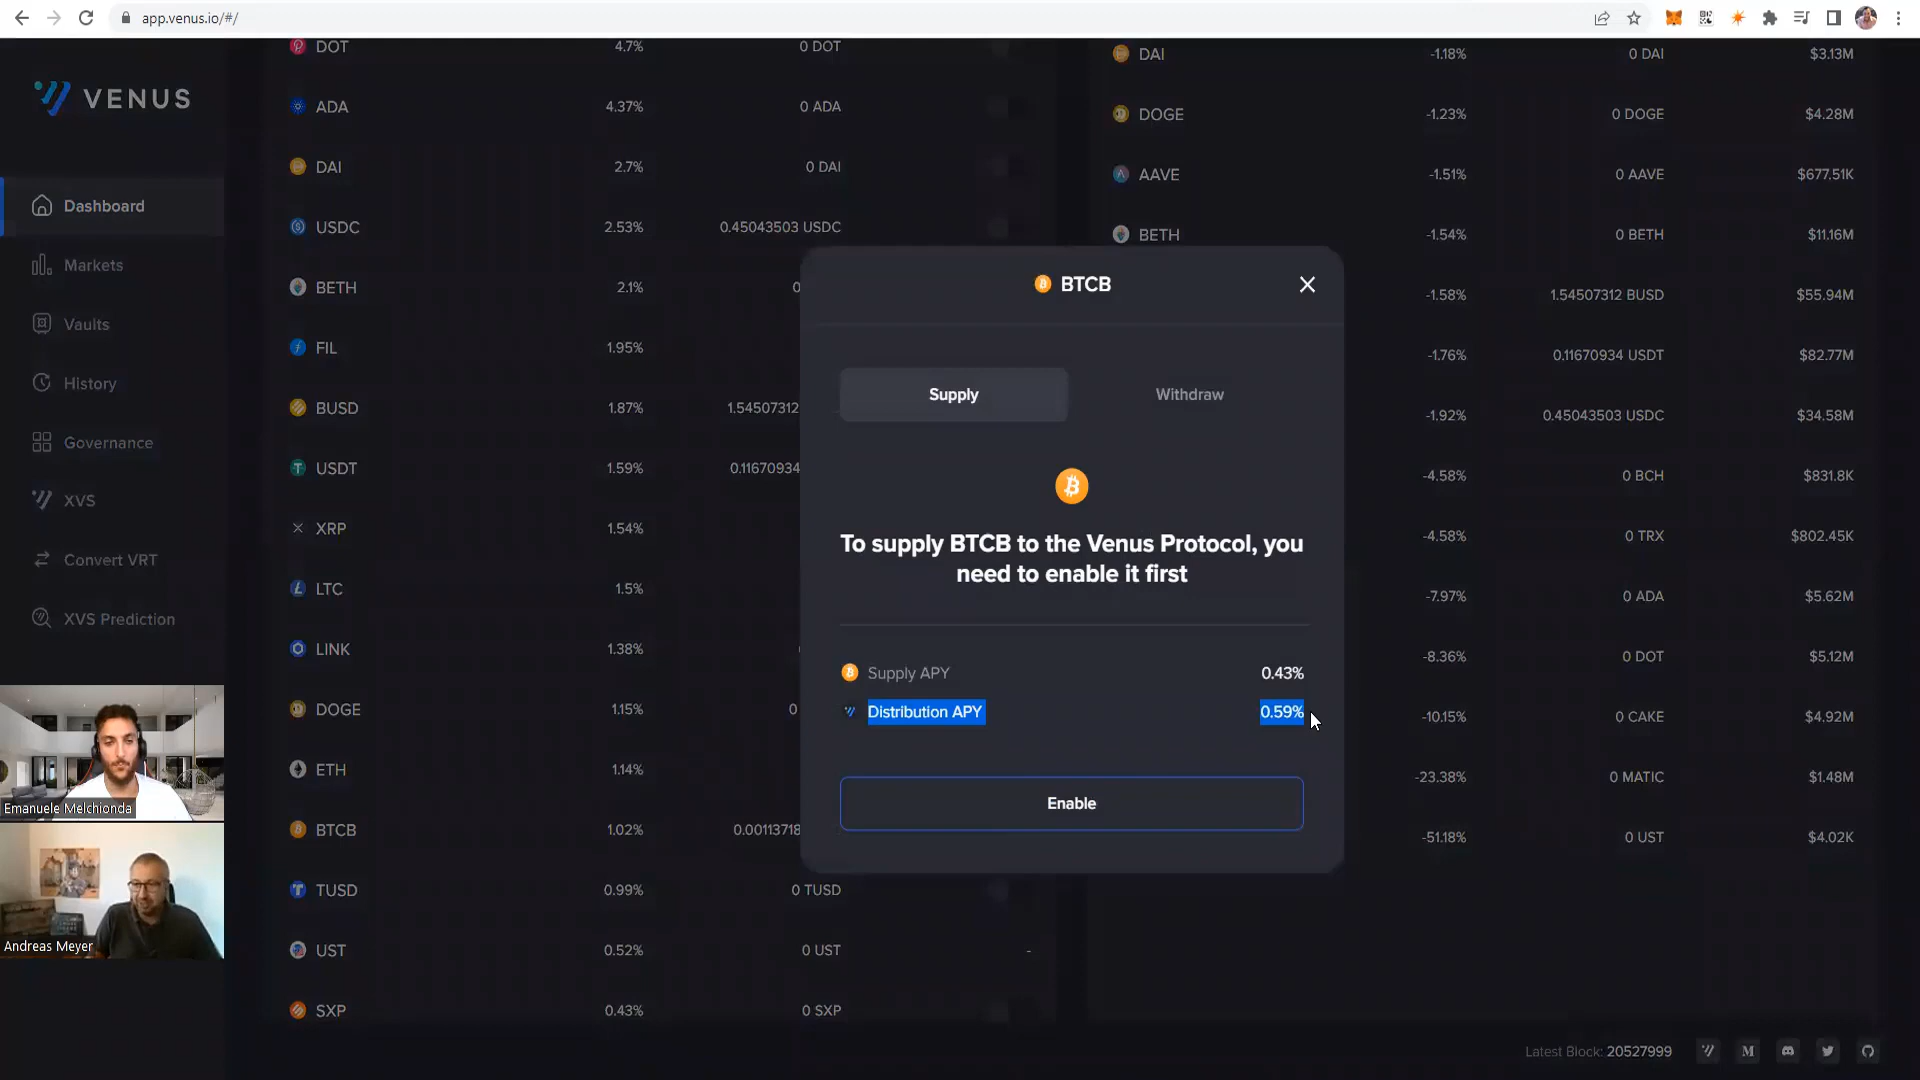 app.venus.io/#/
VENUS
Dashboard
Markets
Vaults
History
Governance
XVS
Convert VRT
XVS Prediction
Emanuele Melchionda
Andreas Meyer
DOT 4.7% 0 DOT
ADA 4.37% 0 ADA
DAI 2.7% 0 DAI
USDC 2.53% 0.45043503 USDC
BETH 2.1% 0
FIL 1.95%
BUSD 1.87% 1.54507312
USDT 1.59% 0.11670934
XRP 1.54%
LTC 1.5%
LINK 1.38%
DOGE 1.15% 0
ETH 1.14%
BTCB 1.02% 0.00113718
TUSD 0.99% 0 TUSD
UST 0.52% 0 UST -
SXP 0.43% 0 SXP
BTCB
Supply Withdraw
To supply BTCB to the Venus Protocol, you
need to enable it first
Supply APY 0.43%
Distribution APY 0.59%
Enable
DAI -1.18% 0 DAI $3.13M
DOGE -1.23% 0 DOGE $4.28M
AAVE -1.51% 0 AAVE $677.51K
BETH -1.54% 0 BETH $11.16M
-1.58% 1.54507312 BUSD $55.94M
-1.76% 0.11670934 USDT $82.77M
-1.92% 0.45043503 USDC $34.58M
-4.58% 0 BCH $831.8K
-4.58% 0 TRX $802.45K
-7.97% 0 ADA $5.62M
-8.36% 0 DOT $5.12M
-10.15% 0 CAKE $4.92M
-23.38% 0 MATIC $1.48M
-51.18% 0 UST $4.02K
Latest Block: 20527999